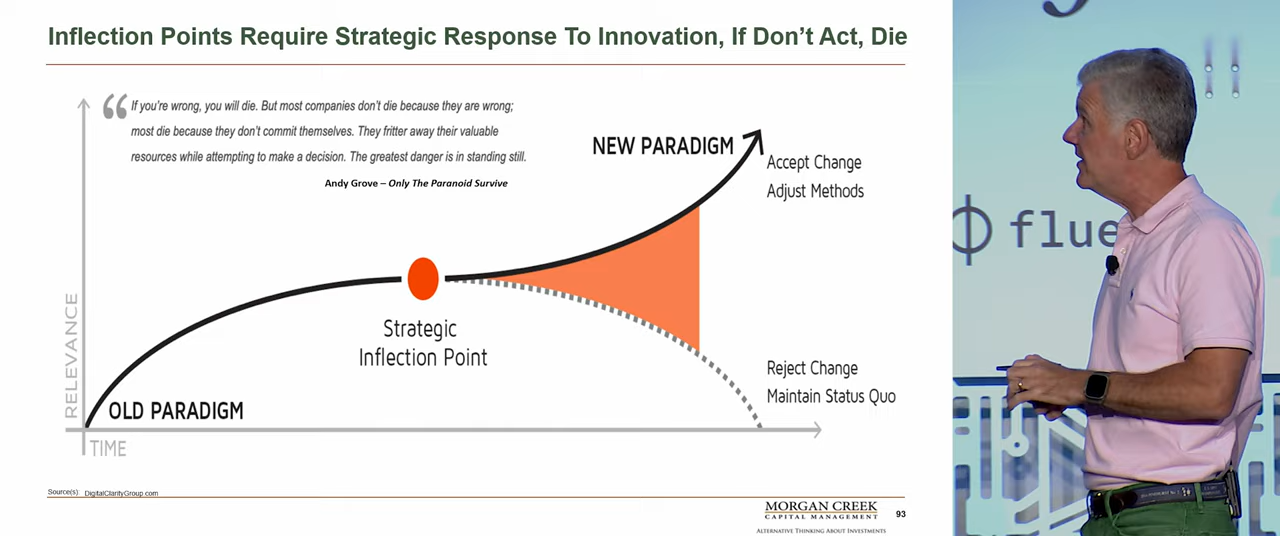 Inflection Points Require Strategic Response To Innovation, If Don't Act, Die
“ If you're wrong, you will die. But most companies don't die because they are wrong;
most die because they don't commit themselves. They fritter away their valuable
resources while attempting to make a decision. The greatest danger is in standing still.
Andy Grove – Only The Paranoid Survive
NEW PARADIGM
Accept Change
Adjust Methods
Strategic
Inflection Point
RELEVANCE
OLD PARADIGM
Reject Change
Maintain Status Quo
TIME
Source(s): DigitalClarityGroup.com
MORGAN CREEK
CAPITAL MANAGEMENT
ALTERNATIVE THINKING ABOUT INVESTMENTS
93
y
flue